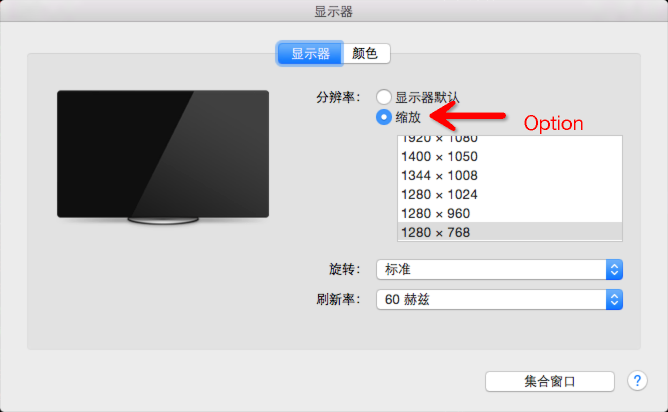 显示器
显示器 颜色
分辨率: 显示器默认
缩放
Option
1920 × 1080
1400 × 1050
1344 × 1008
1280 × 1024
1280 × 960
1280 × 768
旋转: 标准
刷新率: 60 赫兹
集合窗口 ?